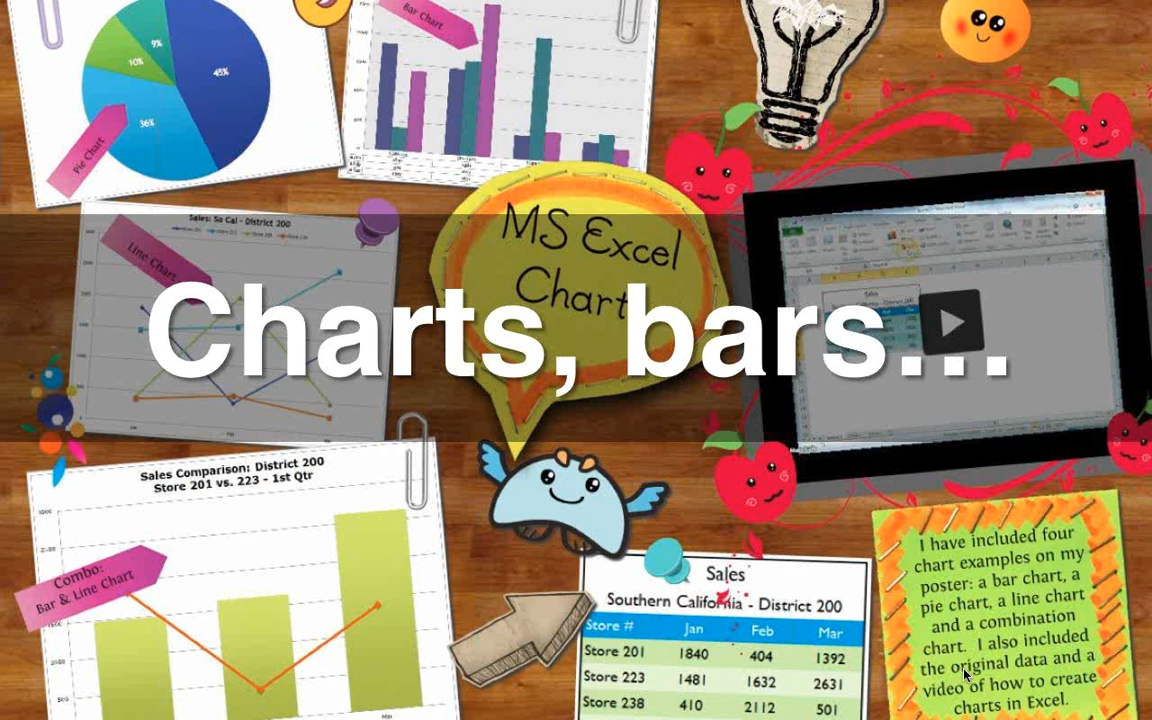 9%
10%
45%
36%
Pie Chart
Bar Chart
MS Excel
Chart
Sales: So Cal - District 200
Line Chart
Charts, bars...
Sales
Sales Comparison: District 200
Store 201 vs. 223 - 1st Qtr
Combo:
Bar & Line Chart
Sales
Southern California - District 200
Store # Jan Feb Mar
Store 201 1840 404 1392
Store 223 1481 1632 2631
Store 238 410 2112 501
I have included four
chart examples on my
poster: a bar chart, a
pie chart, a line chart
and a combination
chart. I also included
the original data and a
video of how to create
charts in Excel.